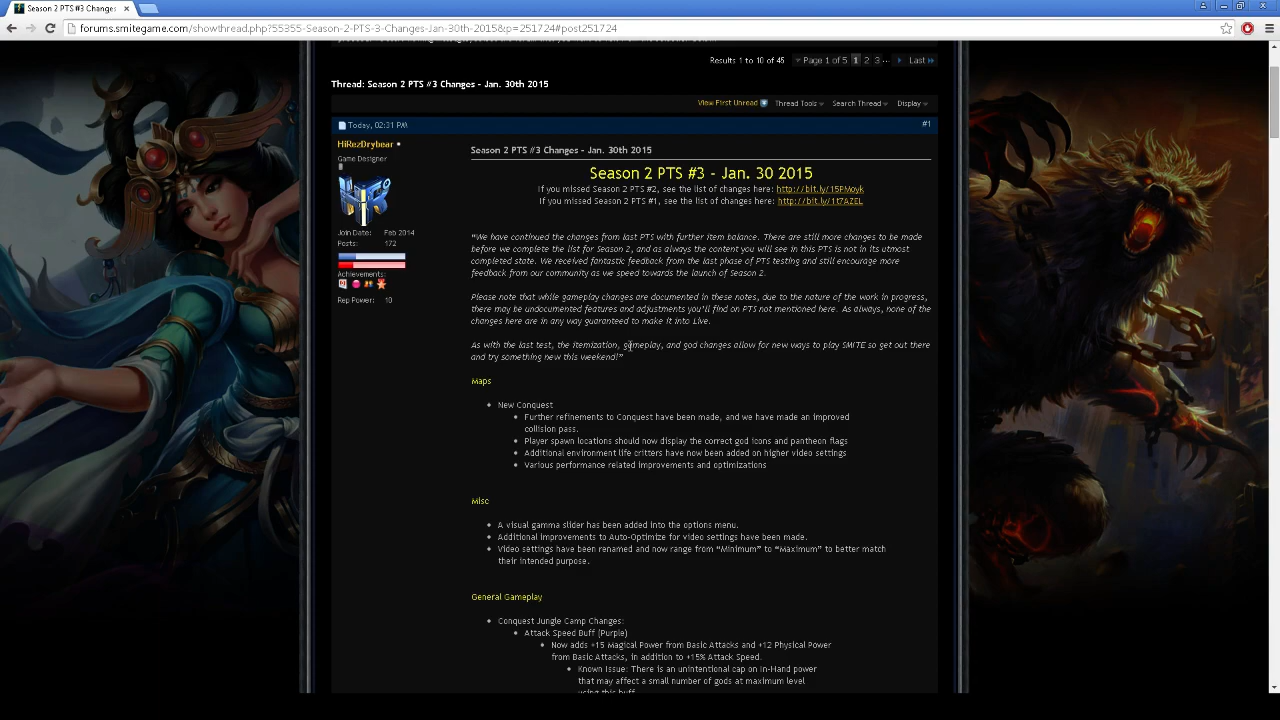 Season 2 PTS #3 Changes
forums.smitegame.com/showthread.php?55355-Season-2-PTS-3-Changes-Jan-30th-2015&p=251724#post251724
Results 1 to 10 of 45
Page 1 of 5 1 2 3 ... Last
Thread: Season 2 PTS #3 Changes - Jan. 30th 2015
View First Unread Thread Tools Search Thread Display
Today, 02:31 PM #1
HiRezDrybear
Game Designer
Join Date: Feb 2014
Posts: 172
Achievements:
Rep Power: 10
Season 2 PTS #3 Changes - Jan. 30th 2015
Season 2 PTS #3 - Jan. 30 2015
If you missed Season 2 PTS #2, see the list of changes here: http://bit.ly/15PMoyk
If you missed Season 2 PTS #1, see the list of changes here: http://bit.ly/1t7AZEL
"We have continued the changes from last PTS with further item balance. There are still more changes to be made
before we complete the list for Season 2, and as always the content you will see in this PTS is not in its utmost
completed state. We received fantastic feedback from the last phase of PTS testing and still encourage more
feedback from our community as we speed towards the launch of Season 2.
Please note that while gameplay changes are documented in these notes, due to the nature of the work in progress,
there may be undocumented features and adjustments you'll find on PTS not mentioned here. As always, none of the
changes here are in any way guaranteed to make it into Live.
As with the last test, the itemization, gameplay, and god changes allow for new ways to play SMITE so get out there
and try something new this weekend!"
Maps
New Conquest
Further refinements to Conquest have been made, and we have made an improved
collision pass.
Player spawn locations should now display the correct god icons and pantheon flags
Additional environment life critters have now been added on higher video settings
Various performance related improvements and optimizations
Misc
A visual gamma slider has been added into the options menu.
Additional improvements to Auto-Optimize for video settings have been made.
Video settings have been renamed and now range from "Minimum" to "Maximum" to better match
their intended purpose.
General Gameplay
Conquest Jungle Camp Changes:
Attack Speed Buff (Purple)
Now adds +15 Magical Power from Basic Attacks and +12 Physical Power
from Basic Attacks, in addition to +15% Attack Speed.
Known Issue: There is an unintentional cap on In-Hand power
that may affect a small number of gods at maximum level
using this buff